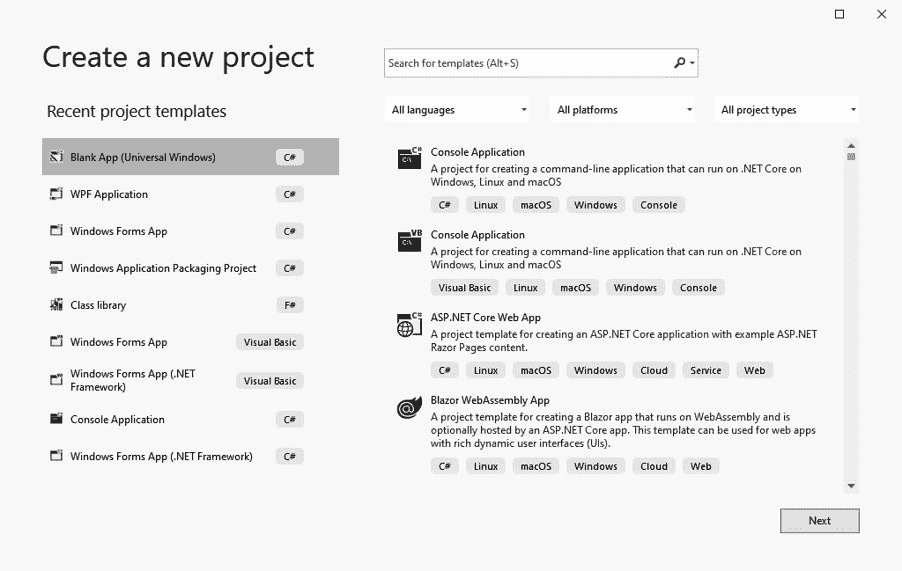 Create a new project
Search for templates (Alt+S)
Recent project templates
All languages
All platforms
All project types
Blank App (Universal Windows)
C#
WPF Application
C#
Windows Forms App
C#
Windows Application Packaging Project
C#
Class library
F#
Windows Forms App
Visual Basic
Windows Forms App (.NET
Framework)
Visual Basic
Console Application
C#
Windows Forms App (.NET Framework)
C#
C#
C:\
Console Application
A project for creating a command-line application that can run on .NET Core on
Windows, Linux and macOS
C# Linux macOS Windows Console
VB
C:\
Console Application
A project for creating a command-line application that can run on .NET Core on
Windows, Linux and macOS
Visual Basic Linux macOS Windows Console
C#
ASP.NET Core Web App
A project template for creating an ASP.NET Core application with example ASP.NET
Razor Pages content.
C# Linux macOS Windows Cloud Service Web
Blazor WebAssembly App
A project template for creating a Blazor app that runs on WebAssembly and is
optionally hosted by an ASP.NET Core app. This template can be used for web apps
with rich dynamic user interfaces (UIs).
C# Linux macOS Windows Cloud Web
Next